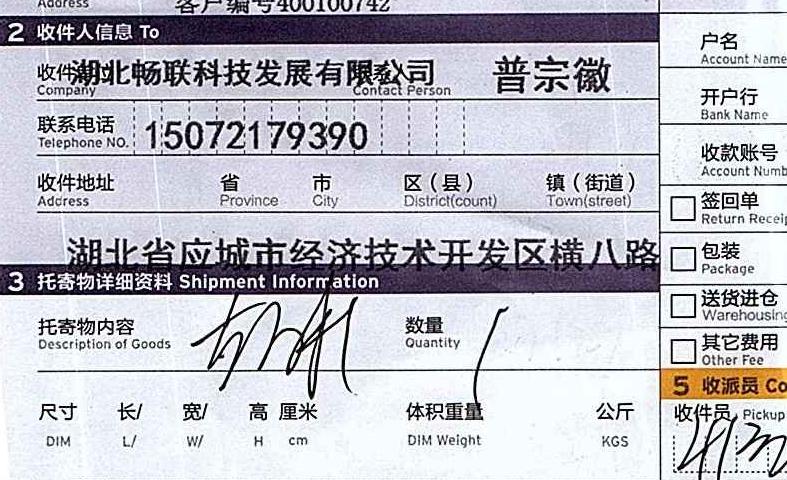 Address 客户编号400100742
2 收件人信息 To
户名
Account Name
收件 湖北畅联科技发展有限公司 普宗徽
Company Contact Person
开户行
Bank Name
联系电话 15072179390
Telephone NO.
收款账号
Account Numb
收件地址 省 市 区（县） 镇（街道）
Address Province City District(count) Town(street)
签回单
Return Receip
湖北省应城市经济技术开发区横八路
包装
Package
3 托寄物详细资料 Shipment Information
送货进仓
Warehousing
托寄物内容 数量
Description of Goods Quantity
其它费用
Other Fee
5 收派员 Co
尺寸 长/ 宽/ 高 厘米 体积重量 公斤
DIM L/ W/ H cm DIM Weight KGS
收件员 Pickup